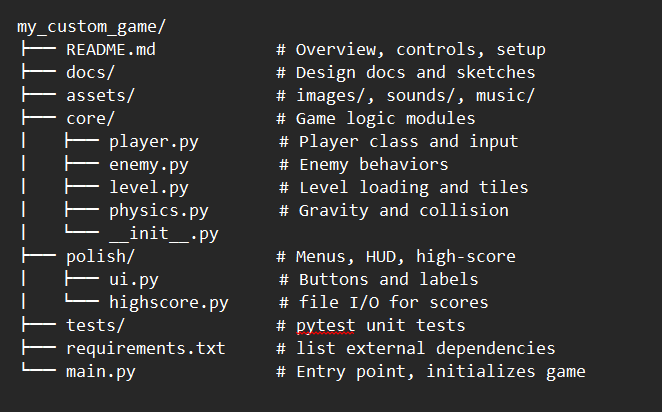 my_custom_game/
├── README.md # Overview, controls, setup
├── docs/ # Design docs and sketches
├── assets/ # images/, sounds/, music/
├── core/ # Game logic modules
│   ├── player.py # Player class and input
│   ├── enemy.py # Enemy behaviors
│   ├── level.py # Level loading and tiles
│   ├── physics.py # Gravity and collision
│   └── __init__.py
├── polish/ # Menus, HUD, high-score
│   ├── ui.py # Buttons and labels
│   └── highscore.py # file I/O for scores
├── tests/ # pytest unit tests
├── requirements.txt # list external dependencies
└── main.py # Entry point, initializes game